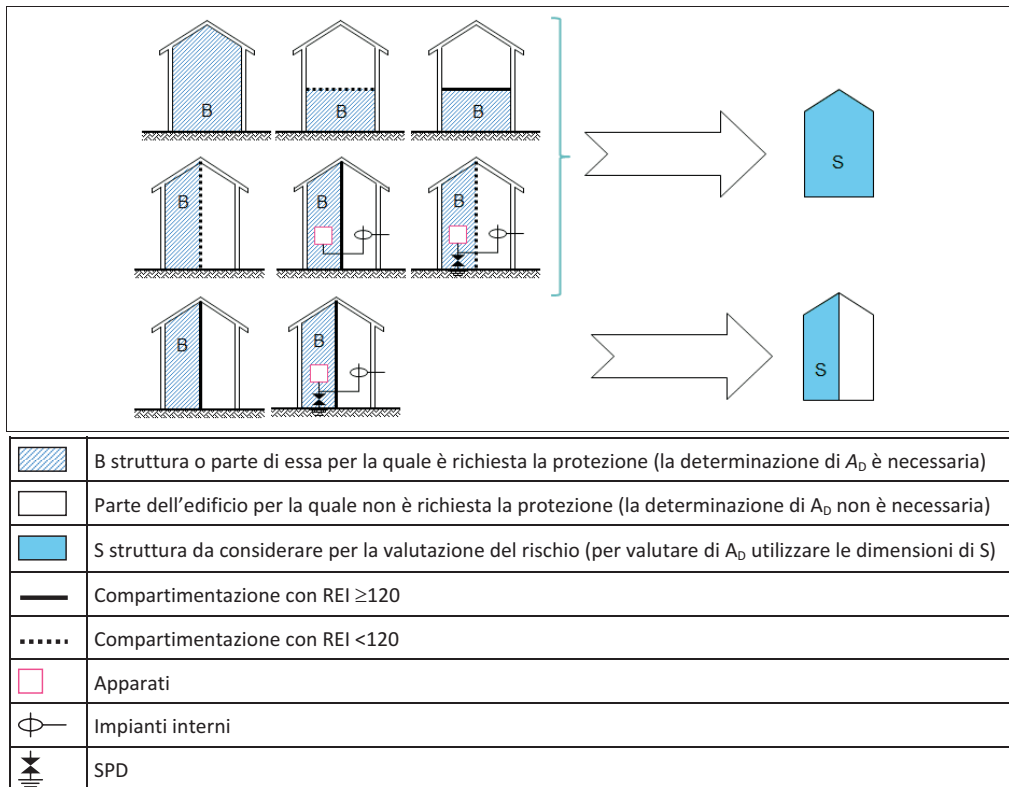 B
B
B
S
B
B
B
B
B
S
B struttura o parte di essa per la quale è richiesta la protezione (la determinazione di AD è necessaria)
Parte dell'edificio per la quale non è richiesta la protezione (la determinazione di AD non è necessaria)
S struttura da considerare per la valutazione del rischio (per valutare di AD utilizzare le dimensioni di S)
Compartimentazione con REI ≥120
Compartimentazione con REI <120
Apparati
Impianti interni
SPD